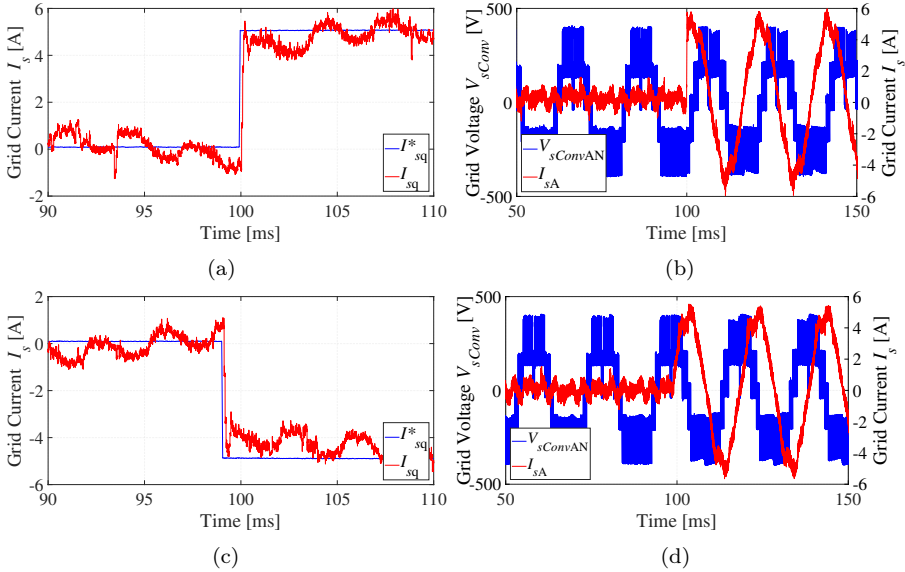 Grid Current I_s [A]
6
4
2
0
-2
90 95 100 105 110
Time [ms]
I*_sq
I_sq
(a)
Grid Voltage V_sConv [V]
500
0
-500
50 100 150
Time [ms]
V_sConvAN
I_sA
6
4
2
0
-2
-4
-6
Grid Current I_s [A]
(b)
Grid Current I_s [A]
2
0
-2
-4
-6
90 95 100 105 110
Time [ms]
I*_sq
I_sq
(c)
Grid Voltage V_sConv [V]
500
0
-500
50 100 150
Time [ms]
V_sConvAN
I_sA
6
4
2
0
-2
-4
-6
Grid Current I_s [A]
(d)